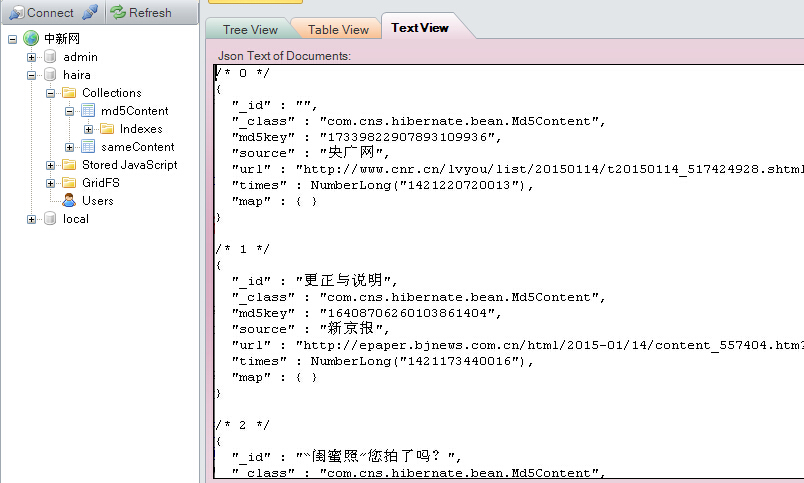 Connect Refresh
中新网
admin
haira
Collections
md5Content
Indexes
sameContent
Stored JavaScript
GridFS
Users
local
Tree View Table View Text View
Json Text of Documents:
/* 0 */
{
"_id" : "",
"_class" : "com.cns.hibernate.bean.Md5Content",
"md5key" : "17339822907893109936",
"source" : "央广网",
"url" : "http://www.cnr.cn/lvyou/list/20150114/t20150114_517424928.shtml
"times" : NumberLong("1421220720013"),
"map" : { }
}
/* 1 */
{
"_id" : "更正与说明",
"_class" : "com.cns.hibernate.bean.Md5Content",
"md5key" : "16408706260103861404",
"source" : "新京报",
"url" : "http://epaper.bjnews.com.cn/html/2015-01/14/content_557404.htm?
"times" : NumberLong("1421173440016"),
"map" : { }
}
/* 2 */
{
"_id" : "“闺蜜照”您拍了吗？",
"_class" : "com.cns.hibernate.bean.Md5Content",